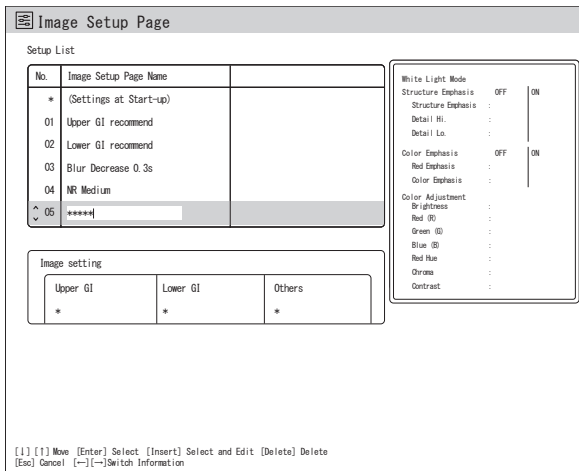 Image Setup Page
Setup List
No. Image Setup Page Name
* (Settings at Start-up)
01 Upper GI recommend
02 Lower GI recommend
03 Blur Decrease 0.3s
04 NR Medium
05 *****
Image setting
Upper GI Lower GI Others
* * *
White Light Mode
Structure Emphasis OFF ON
Structure Emphasis :
Detail Hi. :
Detail Lo. :
Color Emphasis OFF ON
Red Emphasis :
Color Emphasis :
Color Adjustment
Brightness :
Red (R) :
Green (G) :
Blue (B) :
Red Hue :
Chroma :
Contrast :
[↓] [↑] Move [Enter] Select [Insert] Select and Edit [Delete] Delete
[Esc] Cancel [←][→]Switch Information